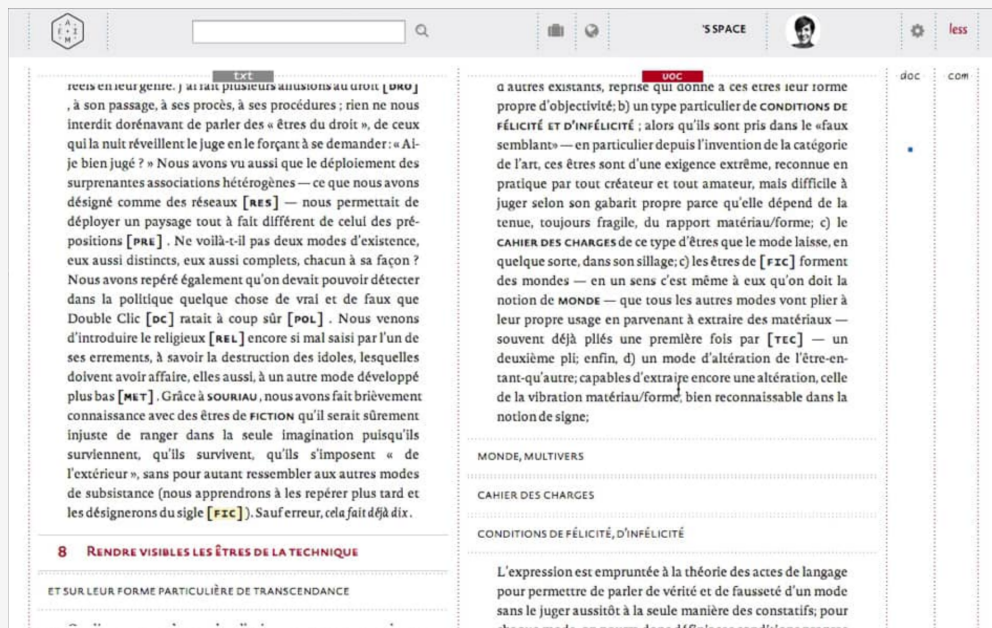 A
F I
E
M
'S SPACE
less
txt
réels en leur genre. J'ai fait plusieurs allusions au droit [DRO]
, à son passage, à ses procès, à ses procédures ; rien ne nous
interdit dorénavant de parler des « êtres du droit », de ceux
qui la nuit réveillent le juge en le forçant à se demander : « Ai-
je bien jugé ? » Nous avons vu aussi que le déploiement des
surprenantes associations hétérogènes — ce que nous avons
désigné comme des réseaux [RES] — nous permettait de
déployer un paysage tout à fait différent de celui des pré-
positions [PRE] . Ne voilà-t-il pas deux modes d'existence,
eux aussi distincts, eux aussi complets, chacun à sa façon ?
Nous avons repéré également qu'on devait pouvoir détecter
dans la politique quelque chose de vrai et de faux que
Double Clic [DC] ratait à coup sûr [POL] . Nous venons
d'introduire le religieux [REL] encore si mal saisi par l'un de
ses errements, à savoir la destruction des idoles, lesquelles
doivent avoir affaire, elles aussi, à un autre mode développé
plus bas [MET] . Grâce à SOURIAU, nous avons fait brièvement
connaissance avec des êtres de FICTION qu'il serait sûrement
injuste de ranger dans la seule imagination puisqu'ils
surviennent, qu'ils survivent, qu'ils s'imposent « de
l'extérieur », sans pour autant ressembler aux autres modes
de subsistance (nous apprendrons à les repérer plus tard et
les désignerons du sigle [FIC] ). Sauf erreur, cela fait déjà dix.
8 RENDRE VISIBLES LES ÊTRES DE LA TECHNIQUE
ET SUR LEUR FORME PARTICULIÈRE DE TRANSCENDANCE
voc
d'autres existants, reprise qui donne à ces êtres leur forme
propre d'objectivité; b) un type particulier de CONDITIONS DE
FÉLICITÉ ET D'INFÉLICITÉ ; alors qu'ils sont pris dans le «faux
semblant» — en particulier depuis l'invention de la catégorie
de l'art, ces êtres sont d'une exigence extrême, reconnue en
pratique par tout créateur et tout amateur, mais difficile à
juger selon son gabarit propre parce qu'elle dépend de la
tenue, toujours fragile, du rapport matériau/forme; c) le
CAHIER DES CHARGES de ce type d'êtres que le mode laisse, en
quelque sorte, dans son sillage; c) les êtres de [FIC] forment
des mondes — en un sens c'est même à eux qu'on doit la
notion de MONDE — que tous les autres modes vont plier à
leur propre usage en parvenant à extraire des matériaux —
souvent déjà pliés une première fois par [TEC] — un
deuxième pli; enfin, d) un mode d'altération de l'être-en-
tant-qu'autre; capables d'extraire encore une altération, celle
de la vibration matériau/forme, bien reconnaissable dans la
notion de signe;
MONDE, MULTIVERS
CAHIER DES CHARGES
CONDITIONS DE FÉLICITÉ, D'INFÉLICITÉ
L'expression est empruntée à la théorie des actes de langage
pour permettre de parler de vérité et de fausseté d'un mode
sans le juger aussitôt à la seule manière des constatifs; pour
doc
com